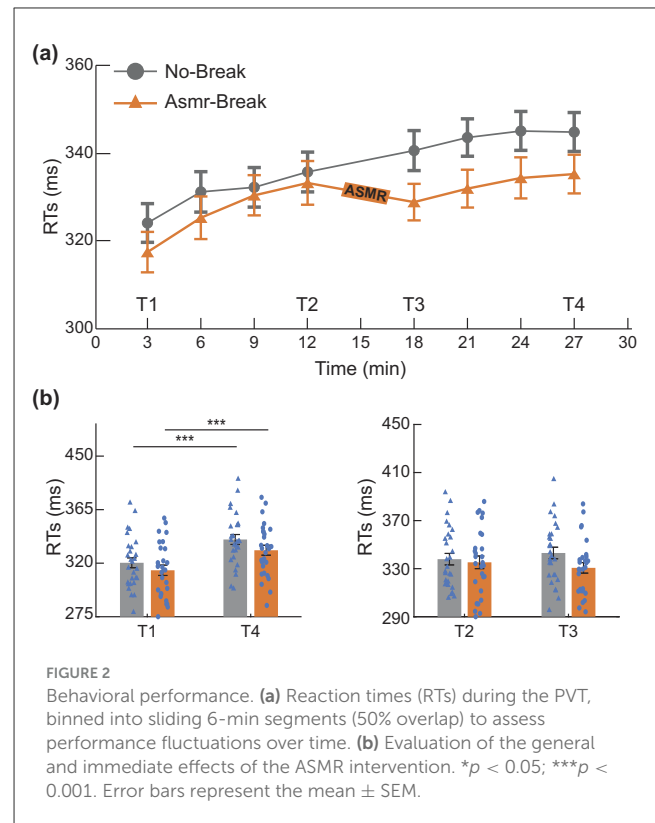 (a)
360
340
320
300
RTs (ms)
No-Break
Asmr-Break
ASMR
T1 T2 T3 T4
0 3 6 9 12 15 18 21 24 27 30
Time (min)
(b)
***
***
450
365
320
275
RTs (ms)
T1 T4
450
410
370
330
290
RTs (ms)
T2 T3
FIGURE 2
Behavioral performance. (a) Reaction times (RTs) during the PVT,
binned into sliding 6-min segments (50% overlap) to assess
performance fluctuations over time. (b) Evaluation of the general
and immediate effects of the ASMR intervention. *p < 0.05; ***p <
0.001. Error bars represent the mean ± SEM.